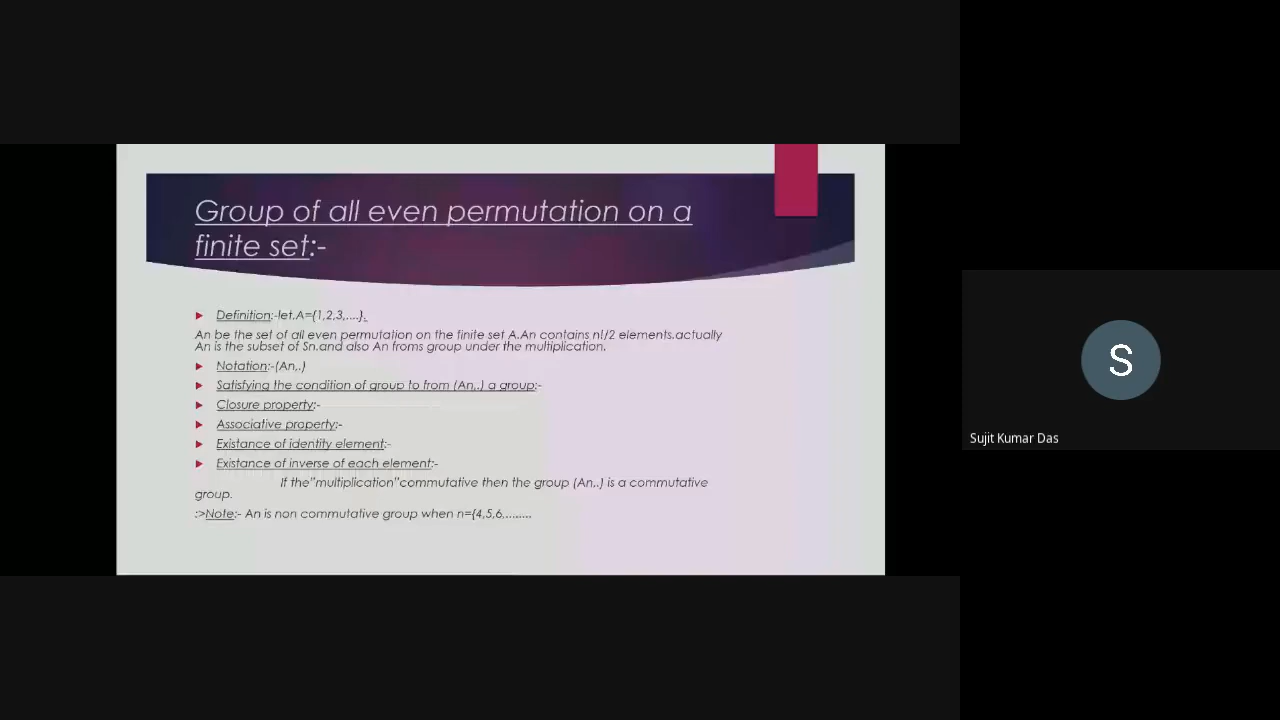 Group of all even permutation on a
finite set:-
Definition:-let.A={1,2,3,....}.
An be the set of all even permutation on the finite set A.An contains n!/2 elements.actually
An is the subset of Sn.and also An froms group under the multiplication.
Notation:-(An,.)
Satisfying the condition of group to from (An,.) a group:-
Closure property:-
Associative property:-
Existance of identity element:-
Existance of inverse of each element:-
If the"multiplication"commutative then the group (An,.) is a commutative
group.
:>Note:- An is non commutative group when n={4,5,6,........
S
Sujit Kumar Das